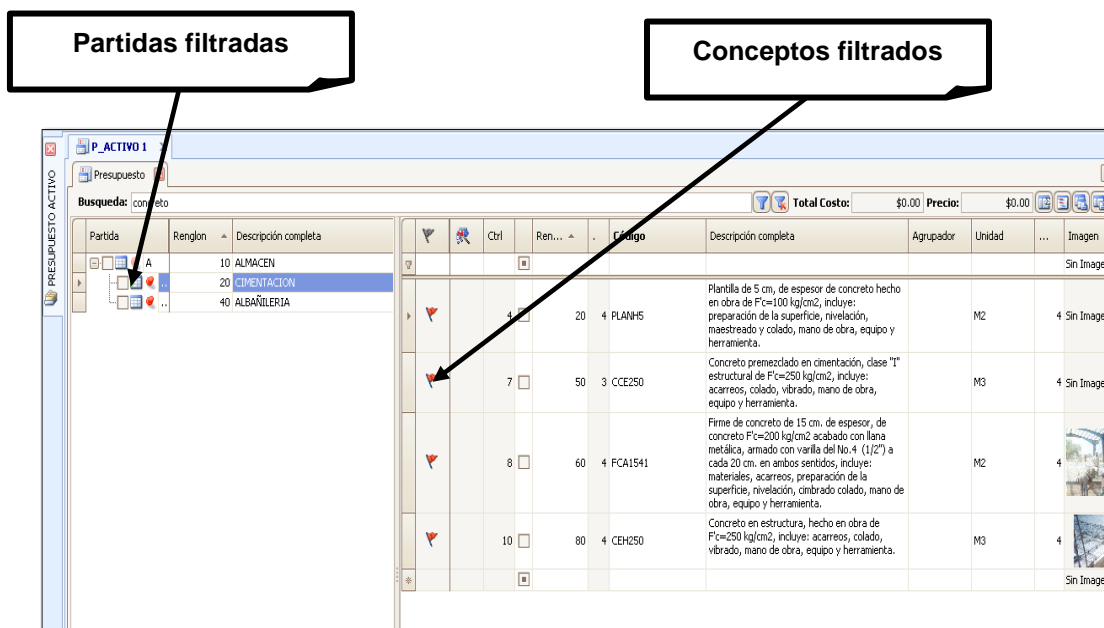 Partidas filtradas
Conceptos filtrados
PRESUPUESTO ACTIVO
P_ACTIVO 1
Presupuesto
Busqueda: concreto
Total Costo: $0.00 Precio: $0.00
Partida Renglon Descripción completa
A 10 ALMACEN
.. 20 CIMENTACION
.. 40 ALBAÑILERIA
Ctrl Ren... . Código Descripción completa Agrupador Unidad ... Imagen
Sin Image
4 20 4 PLANH5 M2 4 Sin Image
Plantilla de 5 cm, de espesor de concreto hecho
en obra de F'c=100 kg/cm2, incluye:
preparación de la superficie, nivelación,
maestreado y colado, mano de obra, equipo y
herramienta.
7 50 3 CCE250 M3 4 Sin Image
Concreto premezclado en cimentación, clase "I"
estructural de F'c=250 kg/cm2, incluye:
acarreos, colado, vibrado, mano de obra,
equipo y herramienta.
8 60 4 FCA1541 M2 4
Firme de concreto de 15 cm. de espesor, de
concreto F'c=200 kg/cm2 acabado con llana
metálica, armado con varilla del No.4 (1/2") a
cada 20 cm. en ambos sentidos, incluye:
materiales, acarreos, preparación de la
superficie, nivelación, cimbrado colado, mano de
obra, equipo y herramienta.
10 80 4 CEH250 M3 4
Concreto en estructura, hecho en obra de
F'c=250 kg/cm2, incluye: acarreos, colado,
vibrado, mano de obra, equipo y herramienta.
Sin Image